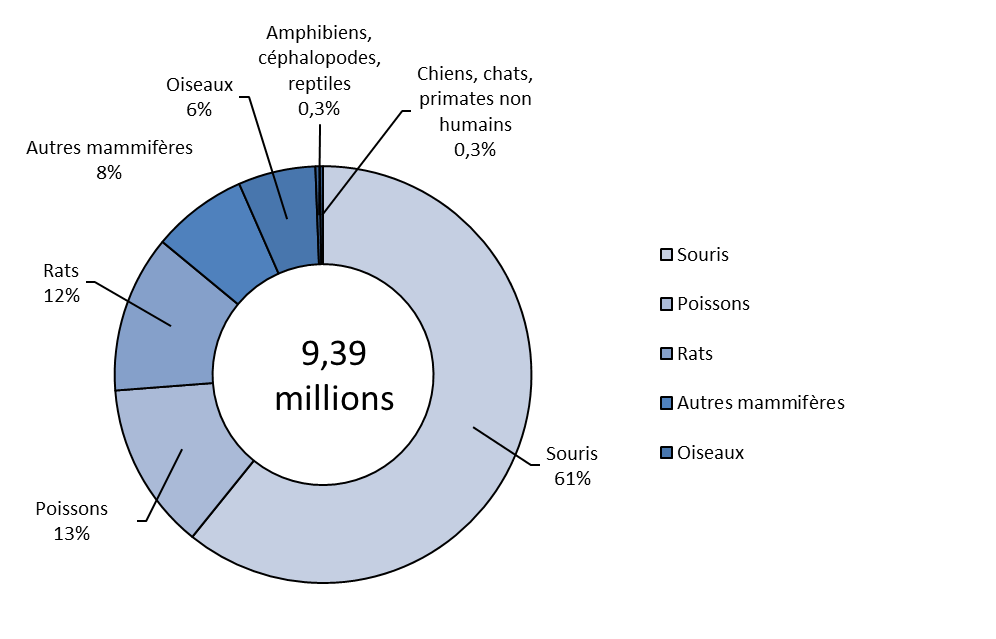 Amphibiens,
céphalopodes,
reptiles
0,3%
Chiens, chats,
primates non
humains
0,3%
Oiseaux
6%
Autres mammifères
8%
Rats
12%
Poissons
13%
Souris
61%
9,39
millions
Souris
Poissons
Rats
Autres mammifères
Oiseaux